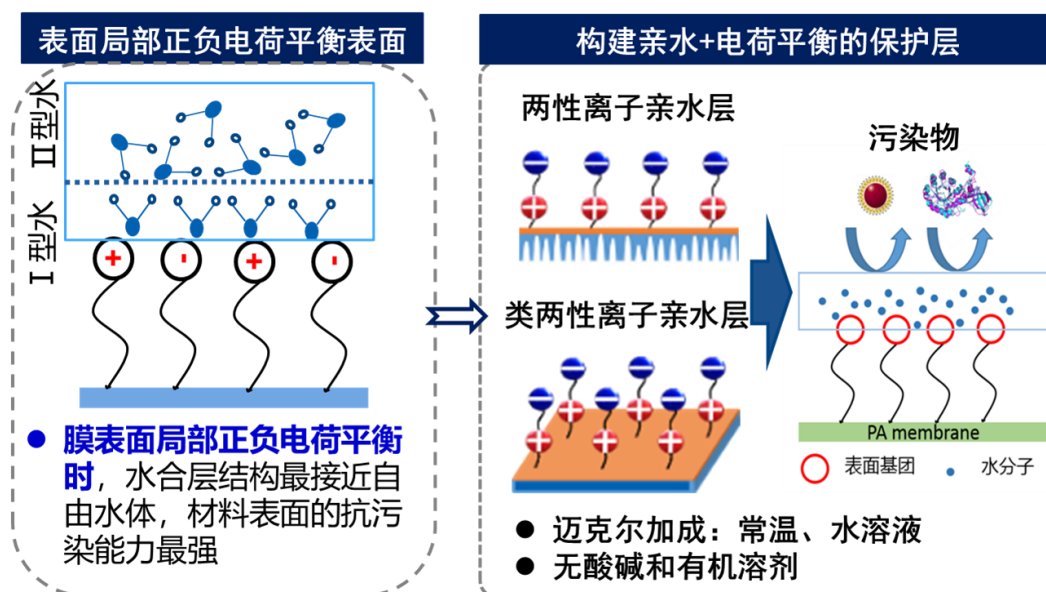 表面局部正负电荷平衡表面
II型水
I型水
+
-
+
-
膜表面局部正负电荷平衡
时，水合层结构最接近自
由水体，材料表面的抗污
染能力最强
构建亲水+电荷平衡的保护层
两性离子亲水层
类两性离子亲水层
污染物
PA membrane
表面基团
水分子
迈克尔加成：常温、水溶液
无酸碱和有机溶剂